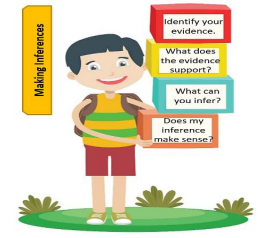 Making Inferences
Identify your
evidence.
What does
the evidence
support?
What can
you infer?
Does my
inference
make sense?